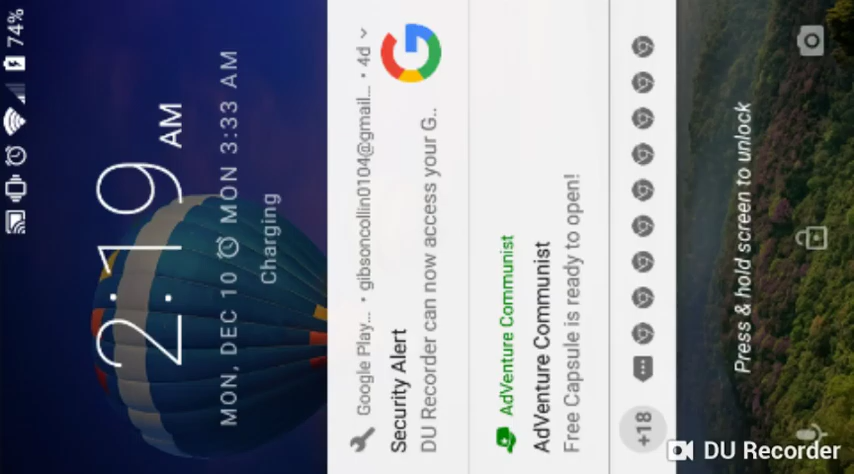 74%
2:19 AM
MON, DEC 10 MON 3:33 AM
Charging
Google Play... • gibsoncollin0104@gmail... • 4d
Security Alert
DU Recorder can now access your G..
AdVenture Communist
AdVenture Communist
Free Capsule is ready to open!
+18
Press & hold screen to unlock
DU Recorder